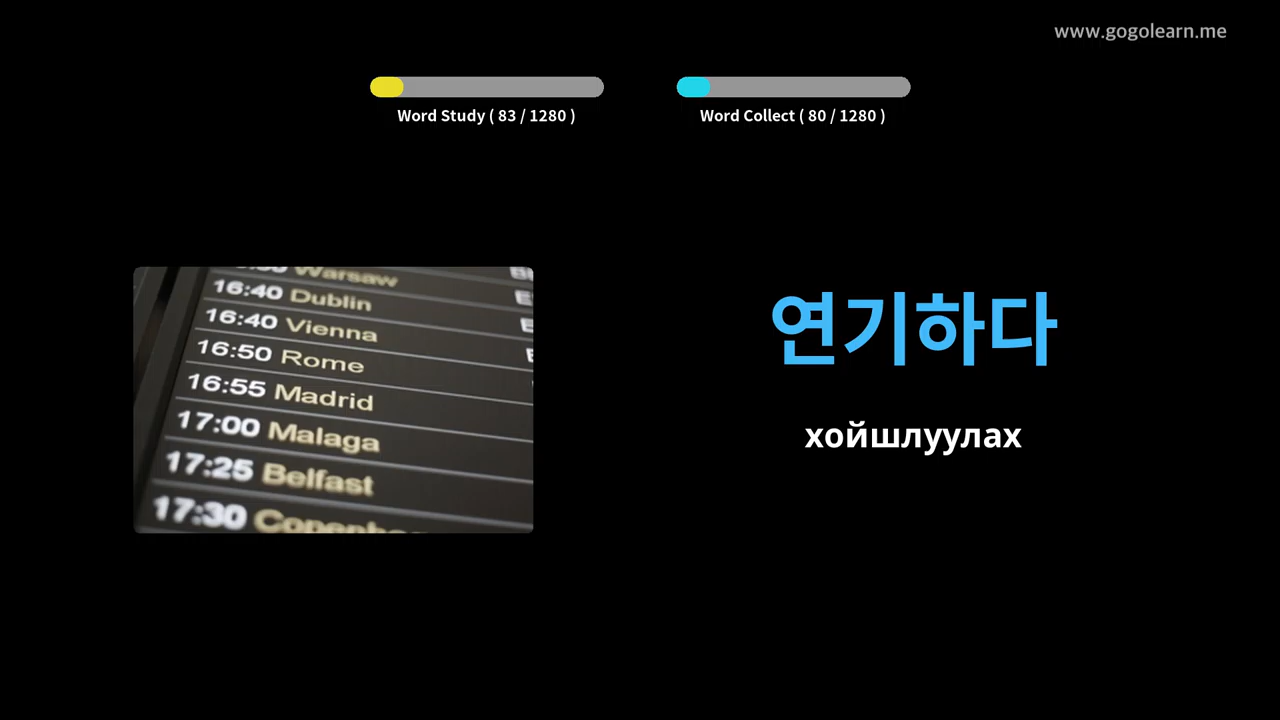 www.gogolearn.me
Word Study ( 83 / 1280 )
Word Collect ( 80 / 1280 )
Warsaw
16:40 Dublin
16:40 Vienna
16:50 Rome
16:55 Madrid
17:00 Malaga
17:25 Belfast
17:30
연기하다
хойшлуулах